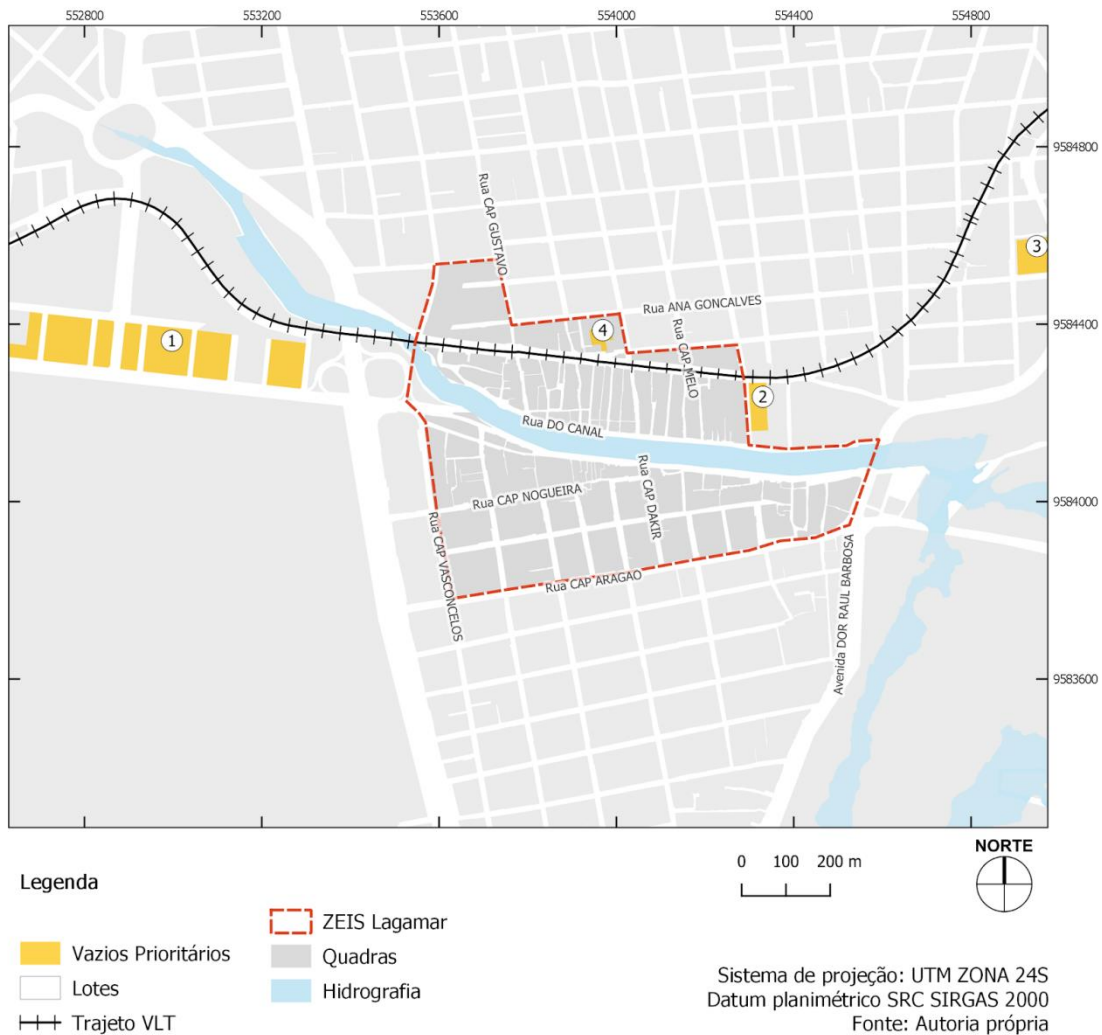 552800 553200 553600 554000 554400 554800
9584800
Rua CAP GUSTAVO
3
Rua ANA GONCALVES
4
9584400
1
Rua CAP MELO
2
Rua DO CANAL
Rua CAP NOGUEIRA
Rua CAP DAKIR
9584000
Rua CAP VASCONCELOS
Rua CAP ARAGAO
Avenida DOR RAUL BARBOSA
9583600
Legenda
Vazios Prioritários
Lotes
Trajeto VLT
ZEIS Lagamar
Quadras
Hidrografia
0 100 200 m
NORTE
Sistema de projeção: UTM ZONA 24S
Datum planimétrico SRC SIRGAS 2000
Fonte: Autoria própria